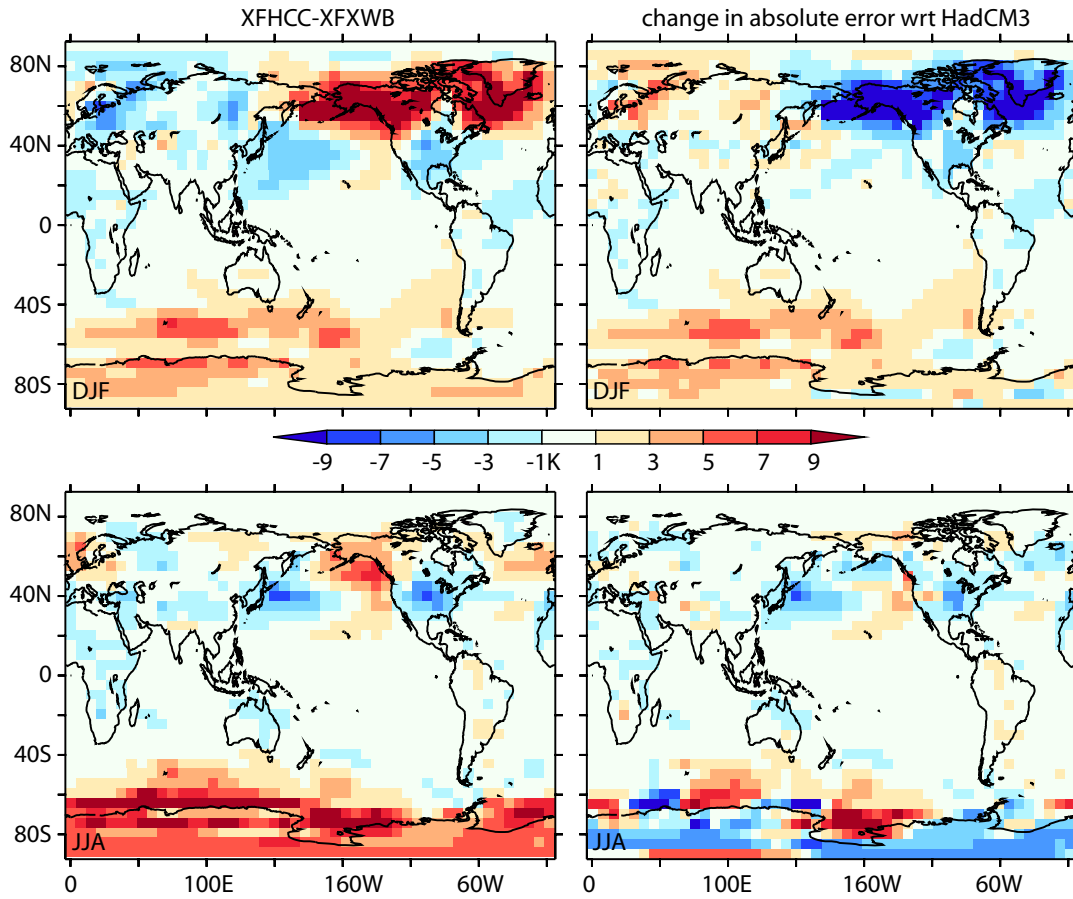 XFHCC-XFXWB
change in absolute error wrt HadCM3
80N
40N
0
40S
80S
DJF
DJF
-9 -7 -5 -3 -1K 1 3 5 7 9
80N
40N
0
40S
80S
JJA
JJA
0 100E 160W 60W
0 100E 160W 60W